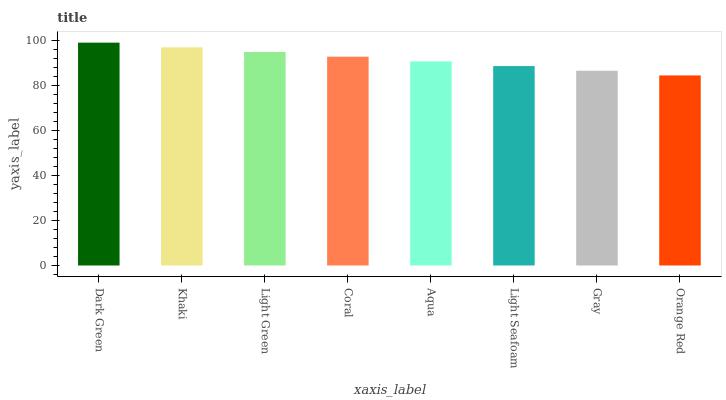 title
yaxis_label
100
80
60
40
20
0
Dark Green
Khaki
Light Green
Coral
Aqua
Light Seafoam
Gray
Orange Red
xaxis_label